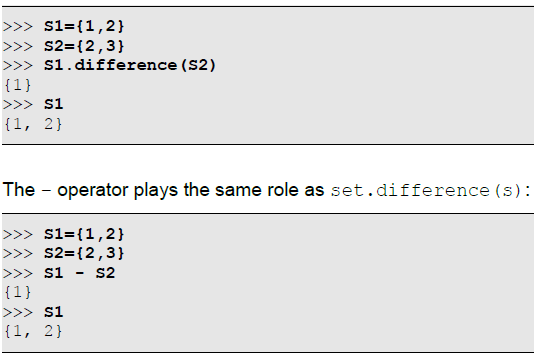 >>> S1={1,2}
>>> S2={2,3}
>>> S1.difference(S2)
{1}
>>> S1
{1, 2}
The – operator plays the same role as set.difference(s):
>>> S1={1,2}
>>> S2={2,3}
>>> S1 - S2
{1}
>>> S1
{1, 2}